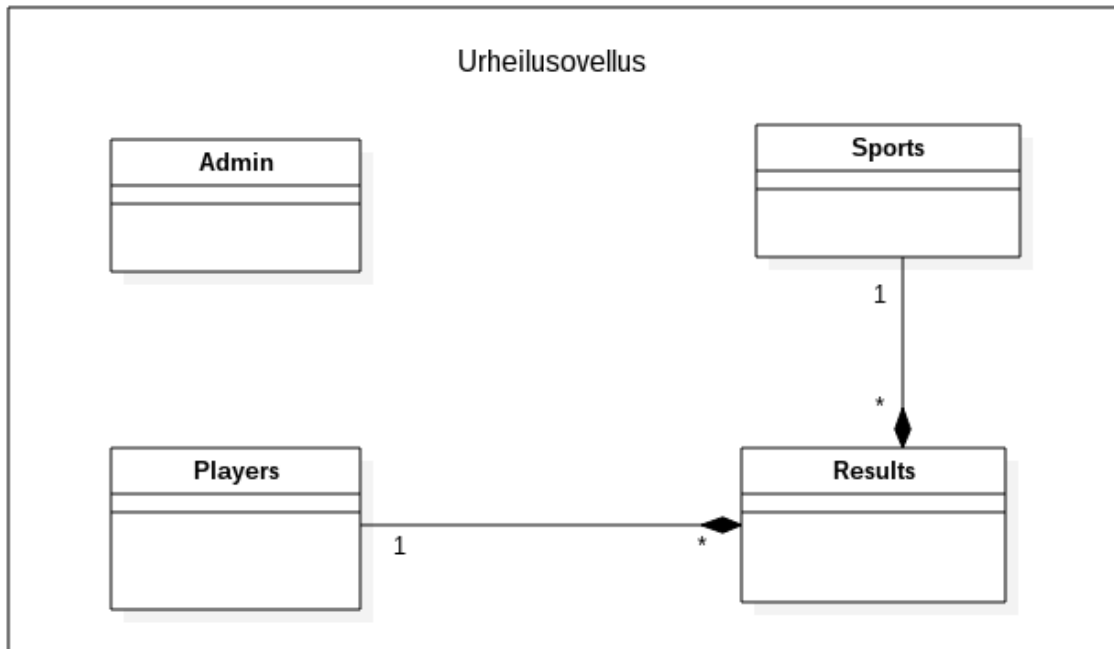 Urheilusovellus
Admin
Sports
1
*
Players
Results
1
*